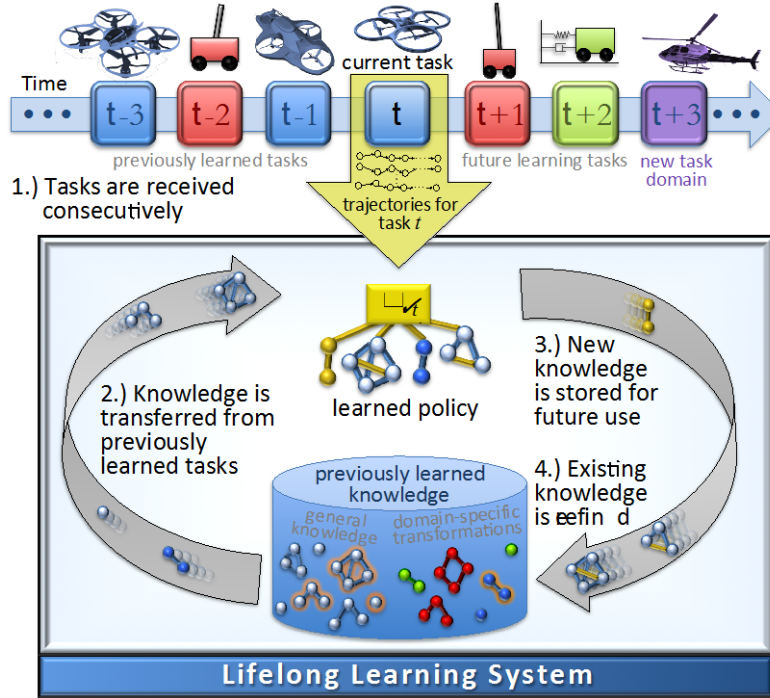 current task
Time
••• t-3 t-2 t-1 t t+1 t+2 t+3 •••
previously learned tasks
future learning tasks
new task
domain
1.) Tasks are received
consecutively
trajectories for
task t
t
2.) Knowledge is
transferred from
previously
learned tasks
learned policy
3.) New
knowledge
is stored for
future use
4.) Existing
knowledge
is refin d
previously learned
knowledge
general
knowledge
domain-specific
transformations
Lifelong Learning System